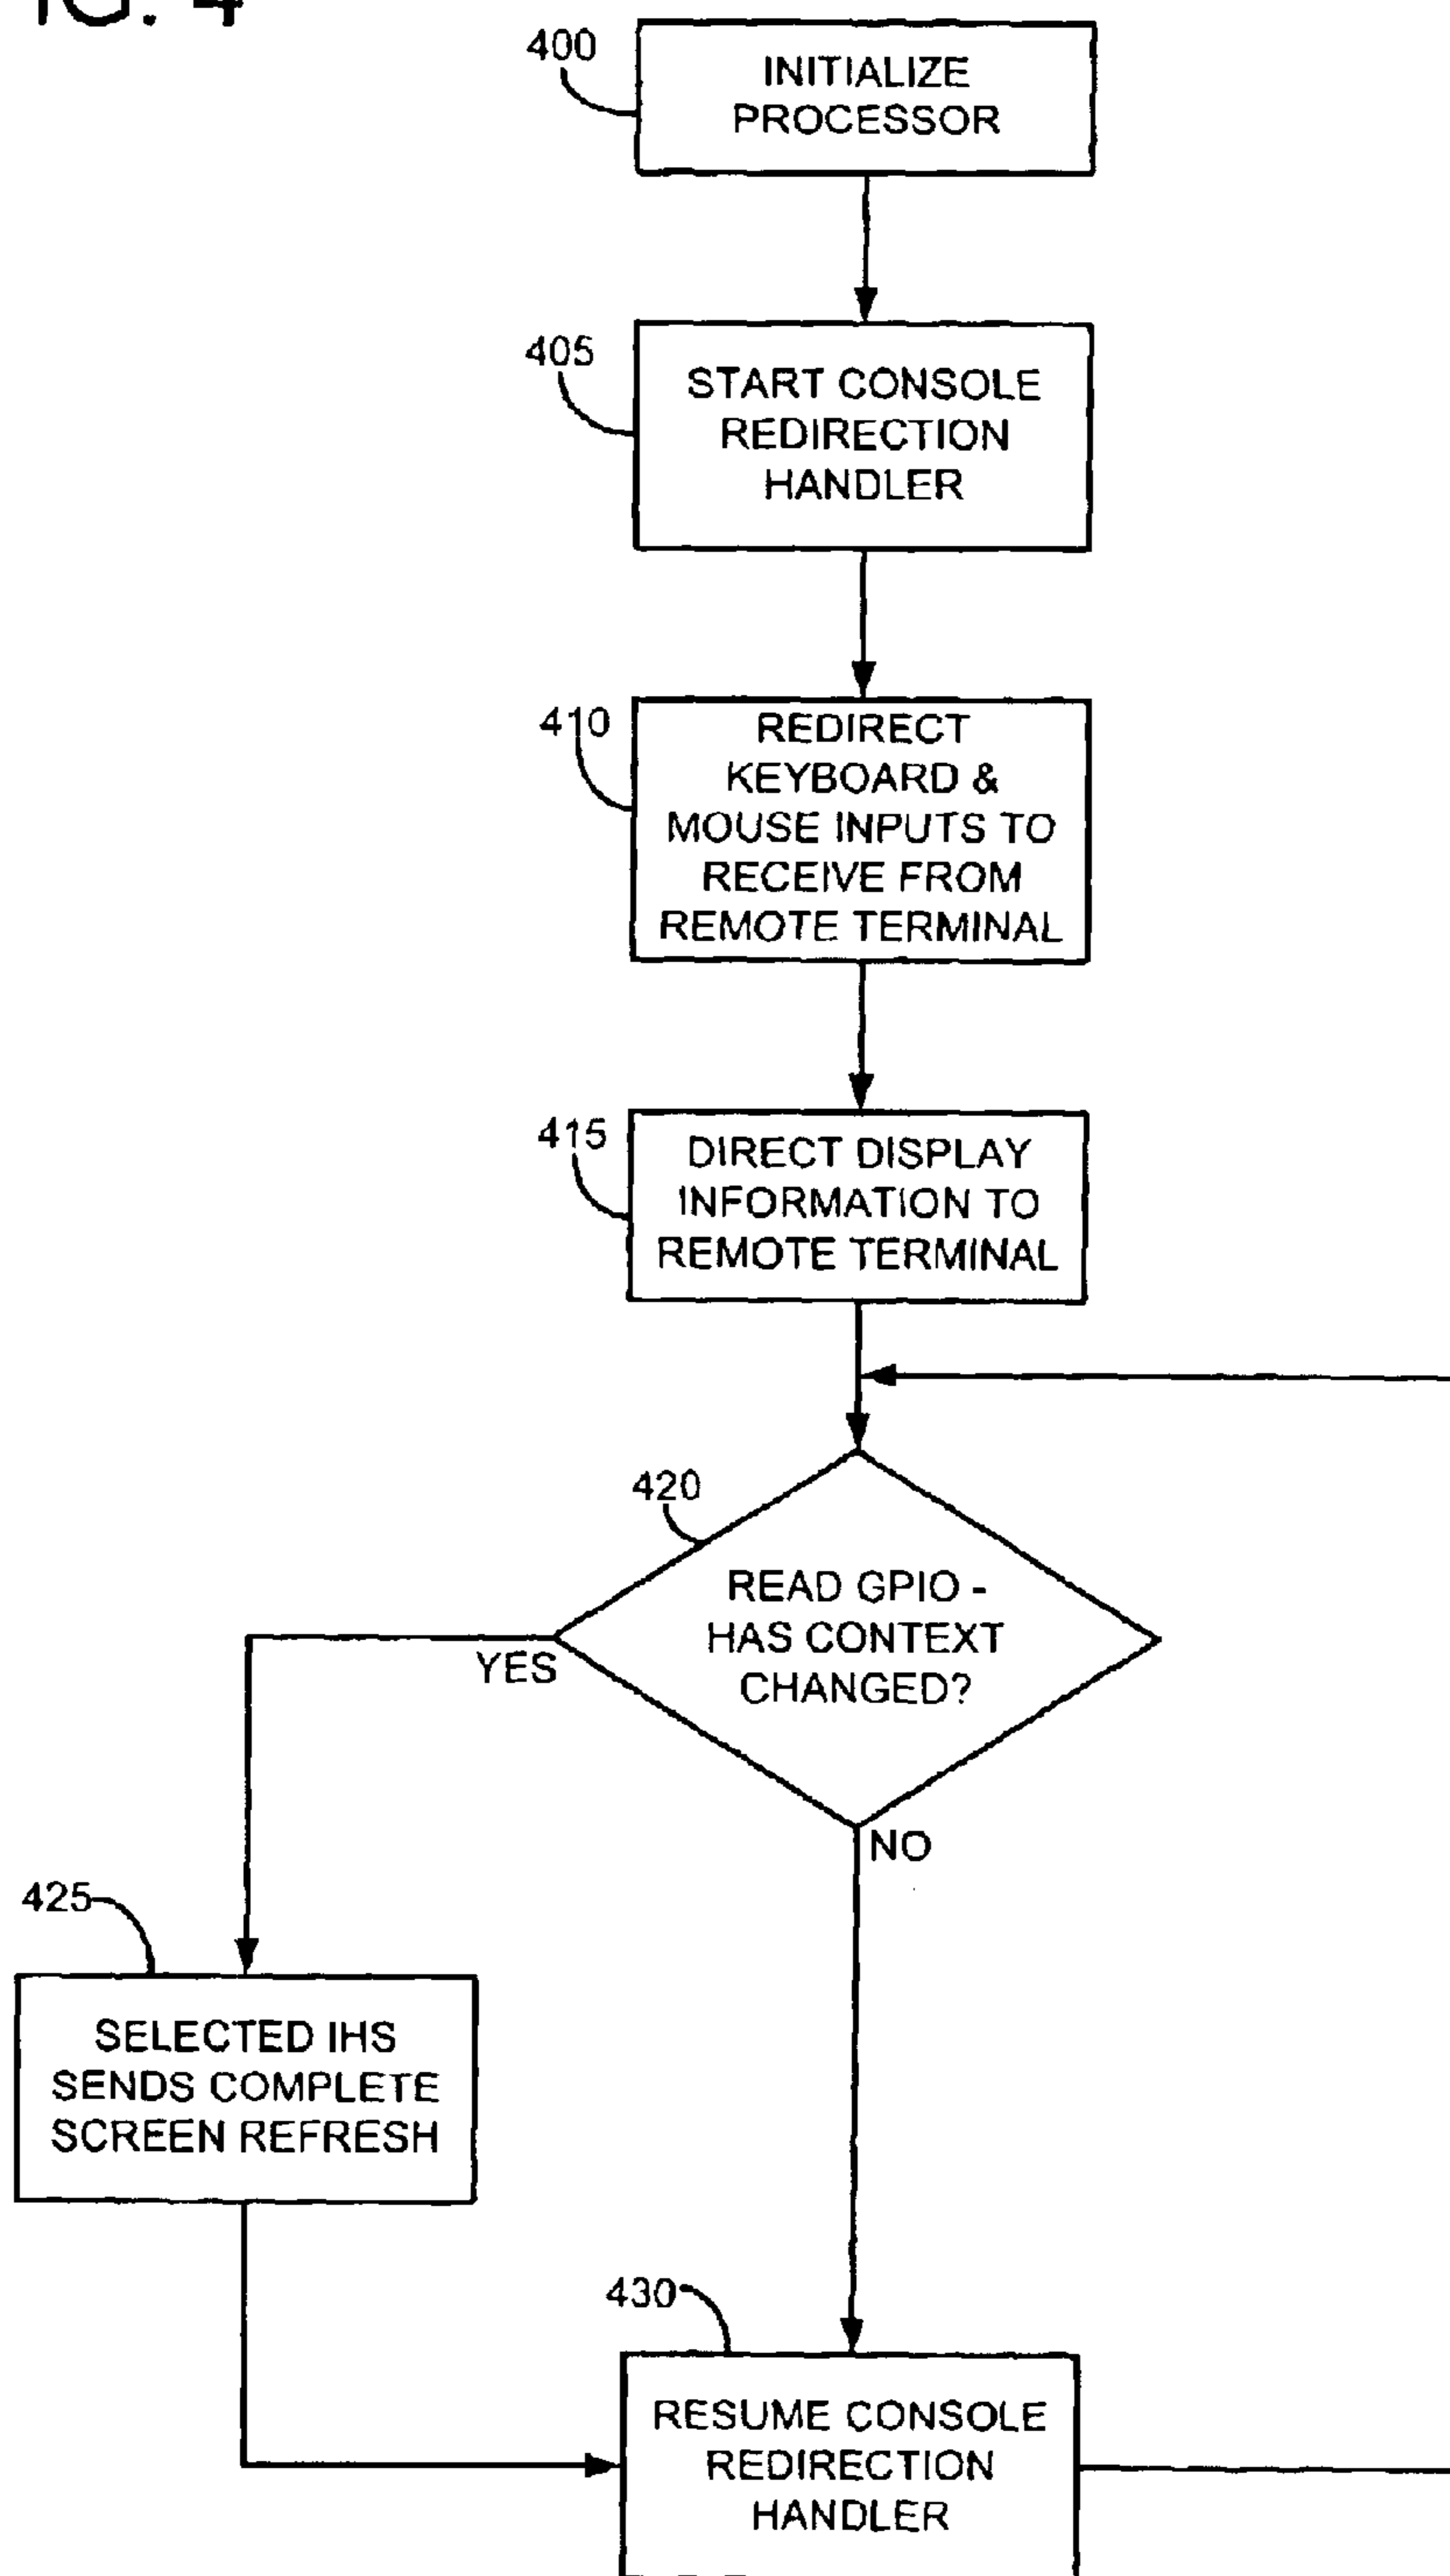 FIG. 4
400
INITIALIZE
PROCESSOR
405
START CONSOLE
REDIRECTION
HANDLER
410
REDIRECT
KEYBOARD &
MOUSE INPUTS TO
RECEIVE FROM
REMOTE TERMINAL
415
DIRECT DISPLAY
INFORMATION TO
REMOTE TERMINAL
420
READ GPIO -
HAS CONTEXT
CHANGED?
YES
NO
425
SELECTED IHS
SENDS COMPLETE
SCREEN REFRESH
430
RESUME CONSOLE
REDIRECTION
HANDLER